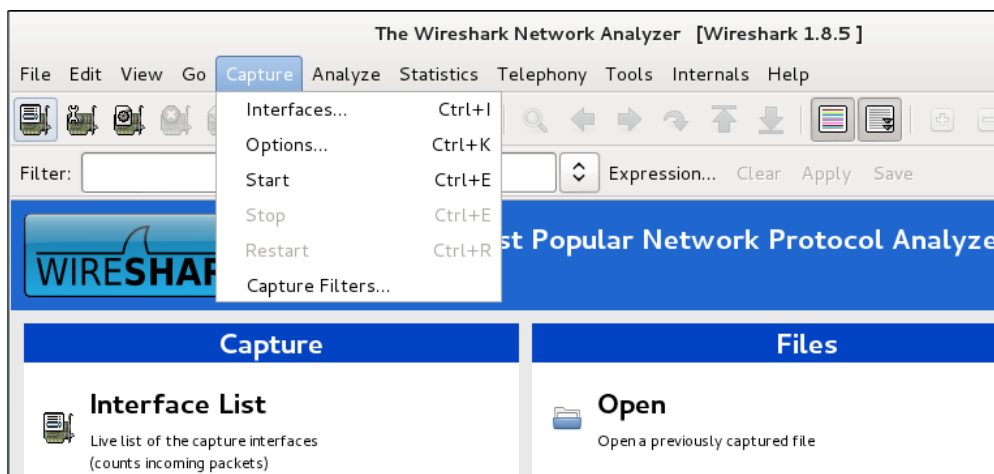 The Wireshark Network Analyzer [Wireshark 1.8.5 ]
File Edit View Go Capture Analyze Statistics Telephony Tools Internals Help
Interfaces... Ctrl+I
Options... Ctrl+K
Start Ctrl+E
Stop Ctrl+E
Restart Ctrl+R
Capture Filters...
Filter: Expression... Clear Apply Save
WIRESHAR
st Popular Network Protocol Analyze
Capture
Interface List
Live list of the capture interfaces
(counts incoming packets)
Files
Open
Open a previously captured file